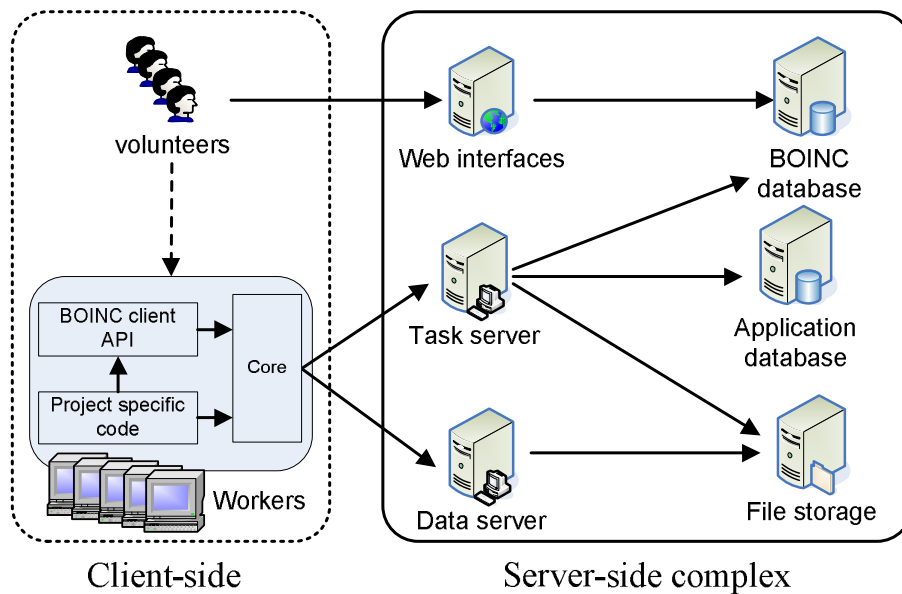 volunteers
BOINC client
API
Project specific
code
Core
Workers
Client-side
Web interfaces
BOINC
database
Task server
Application
database
Data server
File storage
Server-side complex